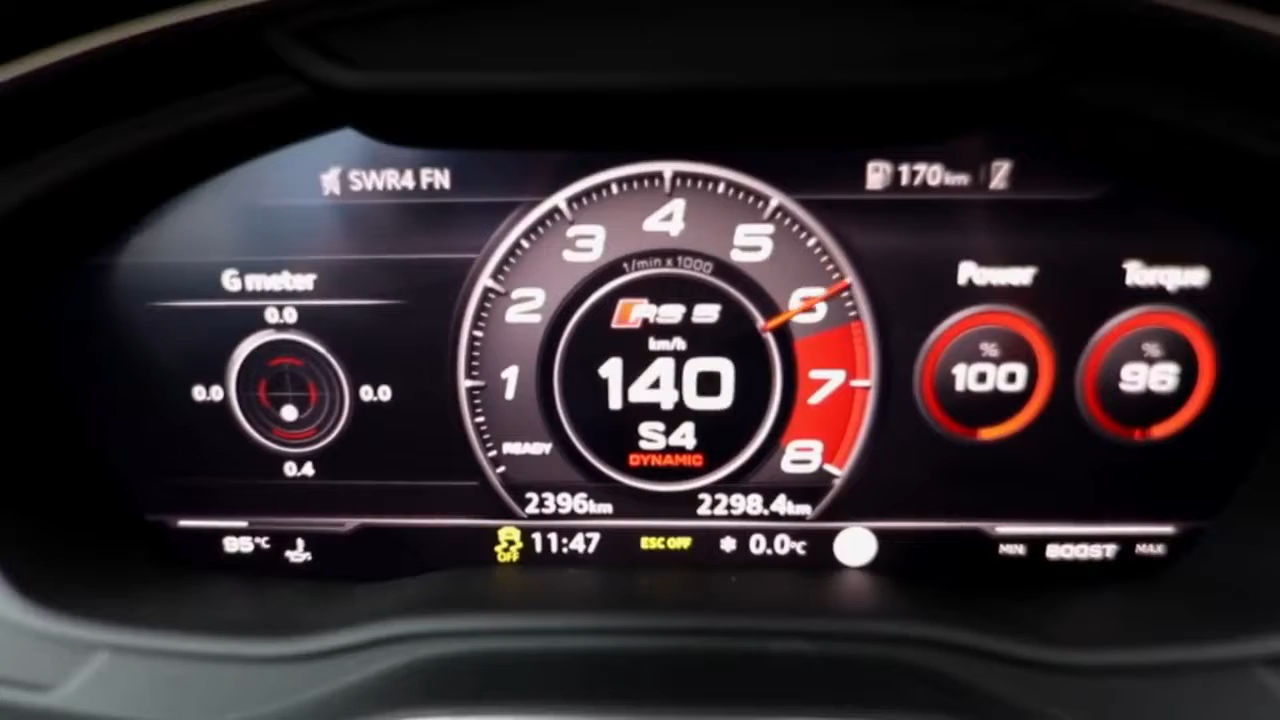 SWR4 FN
170 km
G meter
0.0
0.0
0.0
0.4
1
2
3
4
5
6
7
8
1/min x 1000
RS 5
km/h
140
S4
DYNAMIC
READY
2396 km
2298.4 km
Power
%
100
Torque
%
96
95°C
OFF
11:47
ESC OFF
0.0°C
MIN
BOOST
MAX